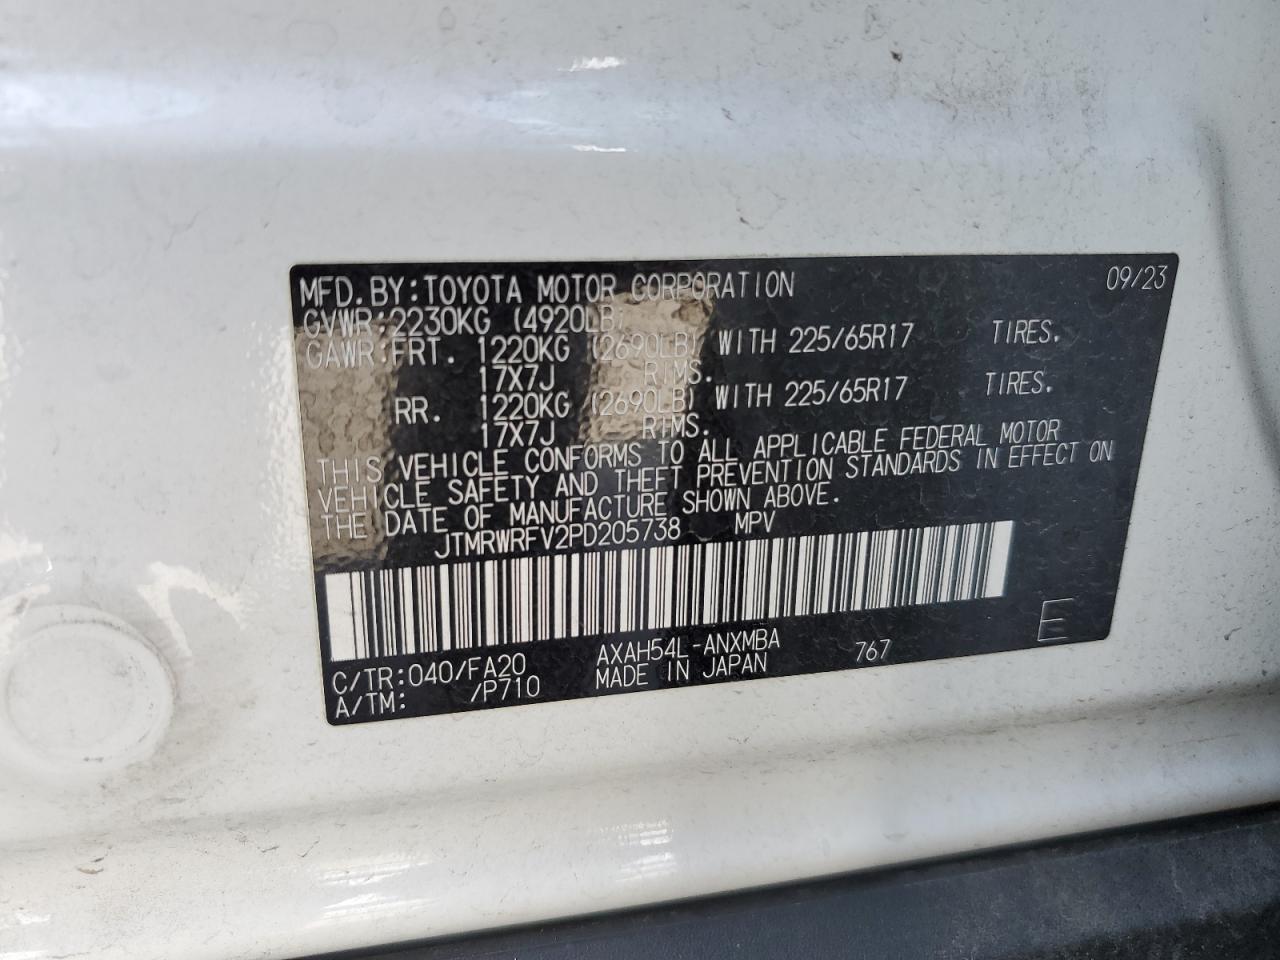 MFD.BY:TOYOTA MOTOR CORPORATION 09/23
GVWR:2230KG (4920LB)
GAWR:FRT. 1220KG (2690LB) WITH 225/65R17 TIRES.
17X7J RIMS.
RR. 1220KG (2690LB) WITH 225/65R17 TIRES.
17X7J RIMS.
THIS VEHICLE CONFORMS TO ALL APPLICABLE FEDERAL MOTOR
VEHICLE SAFETY AND THEFT PREVENTION STANDARDS IN EFFECT ON
THE DATE OF MANUFACTURE SHOWN ABOVE.
JTMRWRFV2PD205738 MPV
C/TR:040/FA20 AXAH54L-ANXMBA 767 E
A/TM: /P710 MADE IN JAPAN